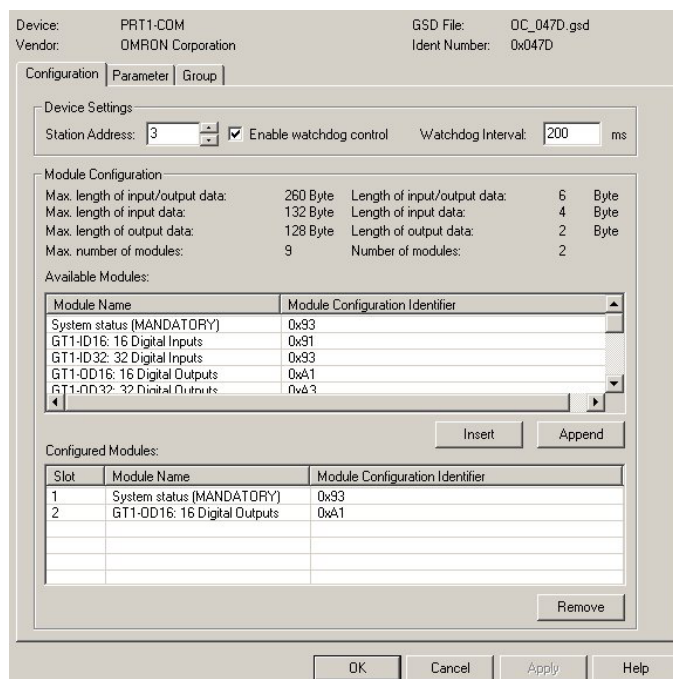 Device: PRT1-COM GSD File: OC_047D.gsd
Vendor: OMRON Corporation Ident Number: 0x047D
Configuration Parameter Group
Device Settings
Station Address: 3 Enable watchdog control Watchdog Interval: 200 ms
Module Configuration
Max. length of input/output data: 260 Byte Length of input/output data: 6 Byte
Max. length of input data: 132 Byte Length of input data: 4 Byte
Max. length of output data: 128 Byte Length of output data: 2 Byte
Max. number of modules: 9 Number of modules: 2
Available Modules:
Module Name Module Configuration Identifier
System status (MANDATORY) 0x93
GT1-ID16: 16 Digital Inputs 0x91
GT1-ID32: 32 Digital Inputs 0x93
GT1-OD16: 16 Digital Outputs 0xA1
GT1-OD32: 32 Digital Outputs 0xA3
Insert Append
Configured Modules:
Slot Module Name Module Configuration Identifier
1 System status (MANDATORY) 0x93
2 GT1-OD16: 16 Digital Outputs 0xA1
Remove
OK Cancel Apply Help